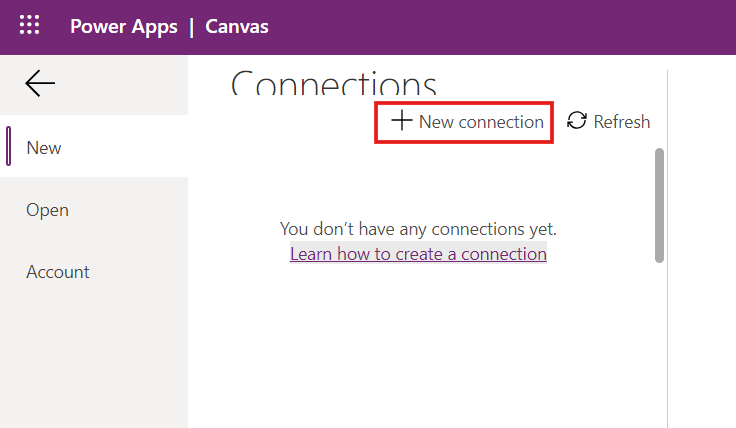 Power Apps | Canvas
Connections
New connection
Refresh
New
Open
Account
You don’t have any connections yet.
Learn how to create a connection